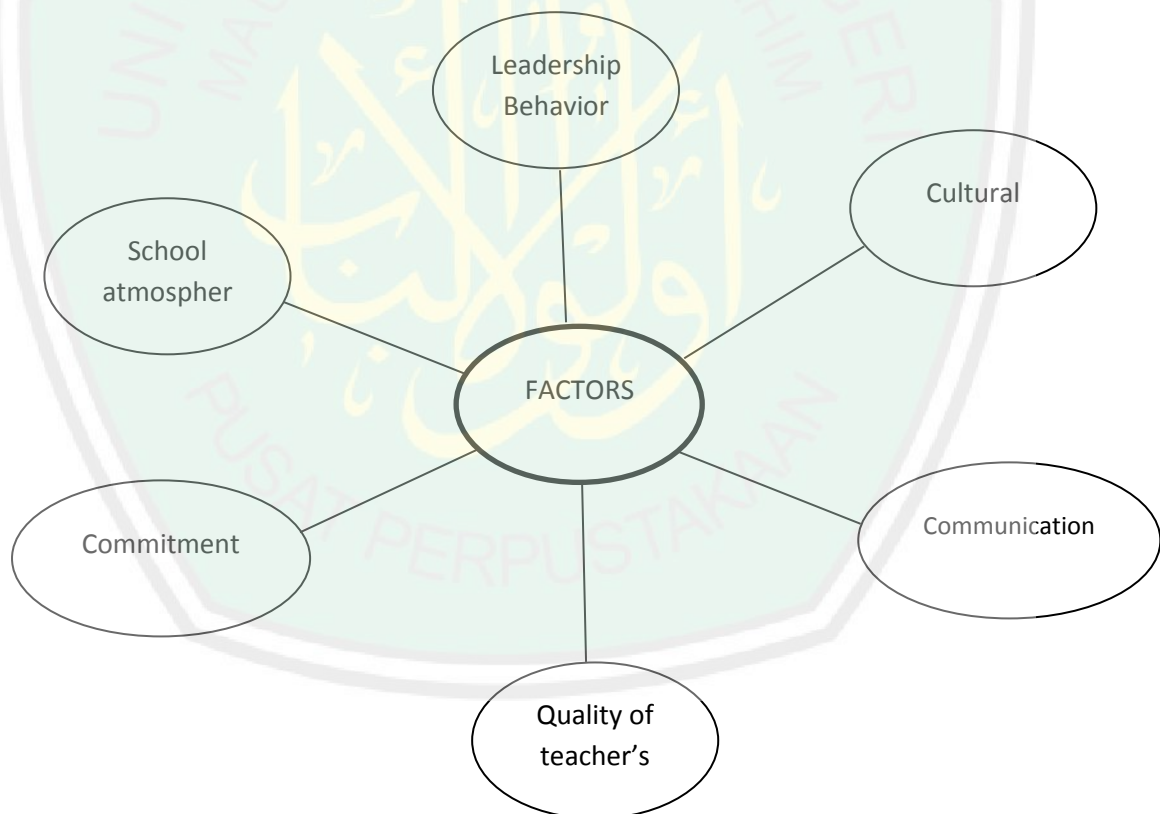 Leadership
Behavior
Cultural
School
atmospher
FACTORS
Commitment
Communication
Quality of
teacher’s
PUSAT PERPUSTAKAAN